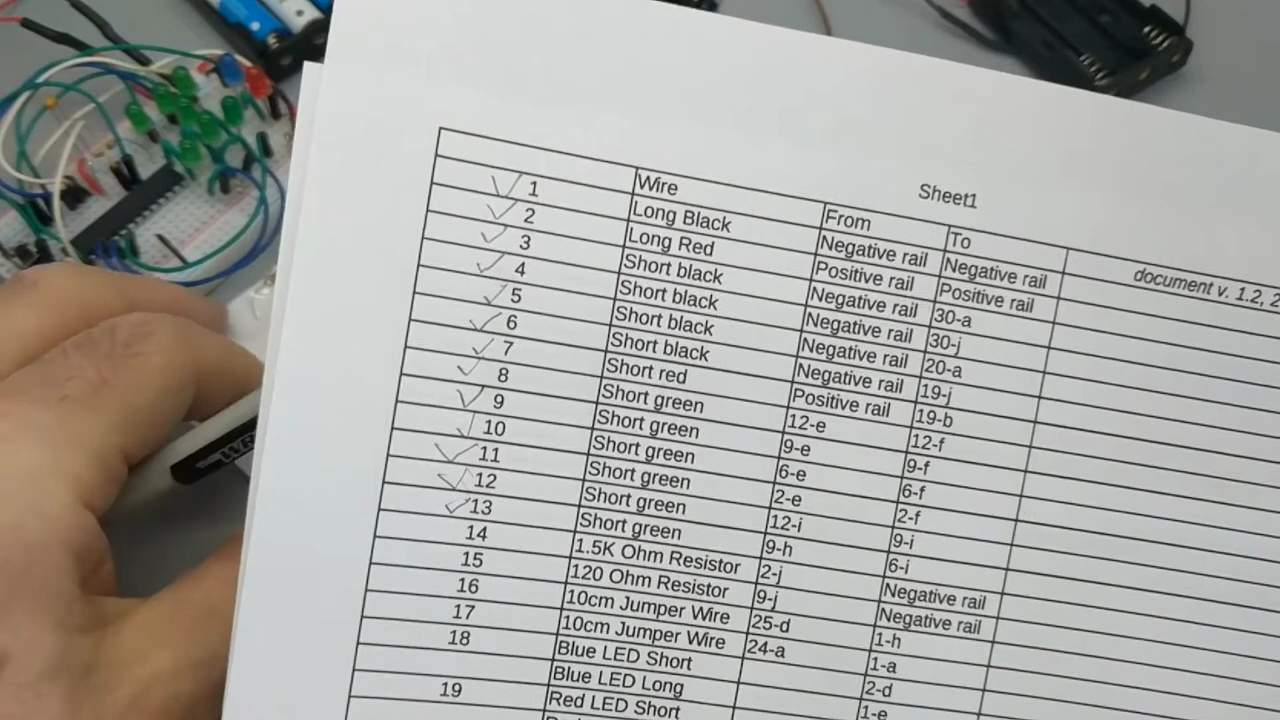 Sheet1
document v. 1.2, 2
Wire From To
1 Long Black Negative rail Negative rail
2 Long Red Positive rail Positive rail
3 Short black Negative rail 30-a
4 Short black Negative rail 30-j
5 Short black Negative rail 20-a
6 Short black Negative rail 19-j
7 Short red Positive rail 19-b
8 Short green 12-e 12-f
9 Short green 9-e 9-f
10 Short green 6-e 6-f
11 Short green 2-e 2-f
12 Short green 12-i 9-i
13 Short green 9-h 6-i
14 1.5K Ohm Resistor 2-j Negative rail
15 120 Ohm Resistor 9-j Negative rail
16 10cm Jumper Wire 25-d 1-h
17 10cm Jumper Wire 24-a 1-a
18 Blue LED Short 2-d
Blue LED Long 1-e
19 Red LED Short